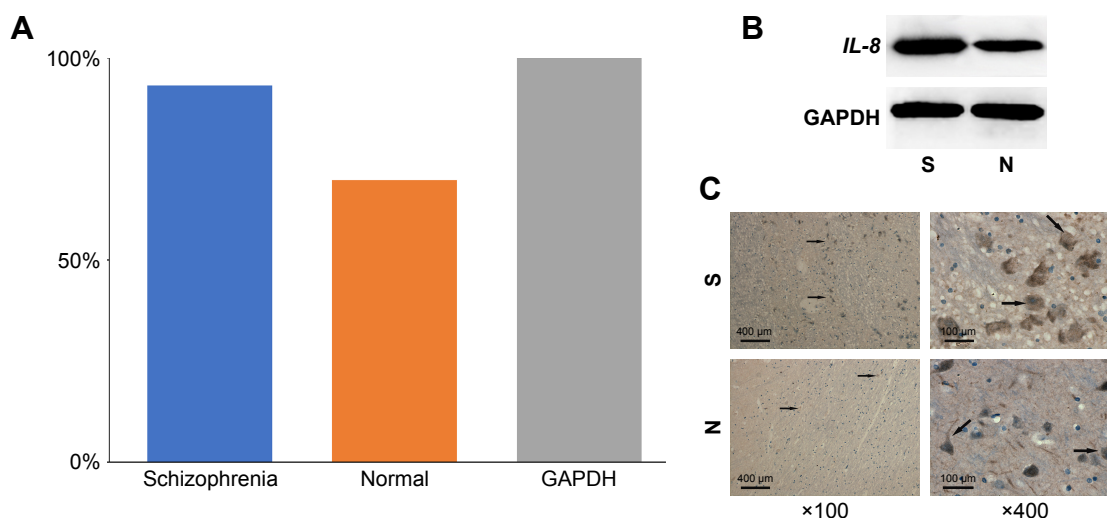 A
100%
50%
0%
Schizophrenia Normal GAPDH
B
IL-8
GAPDH
S N
C
S
400 µm 100 µm
N
400 µm 100 µm
×100 ×400